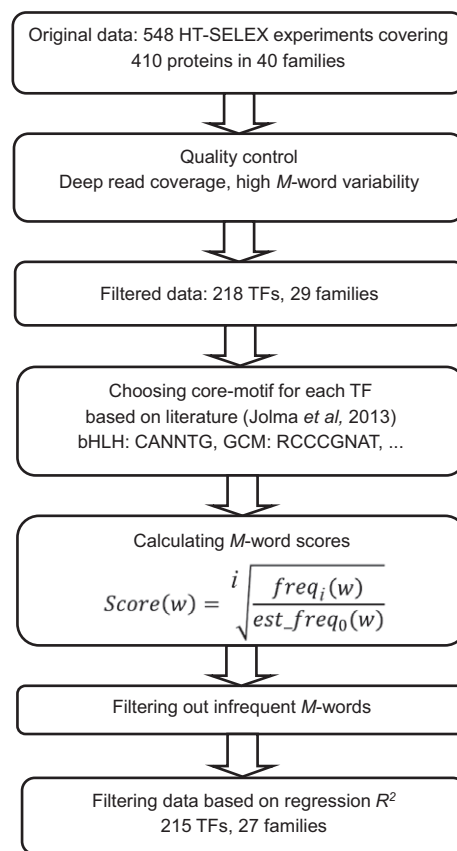 Original data: 548 HT-SELEX experiments covering
410 proteins in 40 families
Quality control
Deep read coverage, high M-word variability
Filtered data: 218 TFs, 29 families
Choosing core-motif for each TF
based on literature (Jolma et al, 2013)
bHLH: CANNTG, GCM: RCCCGNAT, ...
Calculating M-word scores
Score(w) = i√(freq_i(w) / est_freq_0(w))
Filtering out infrequent M-words
Filtering data based on regression R²
215 TFs, 27 families